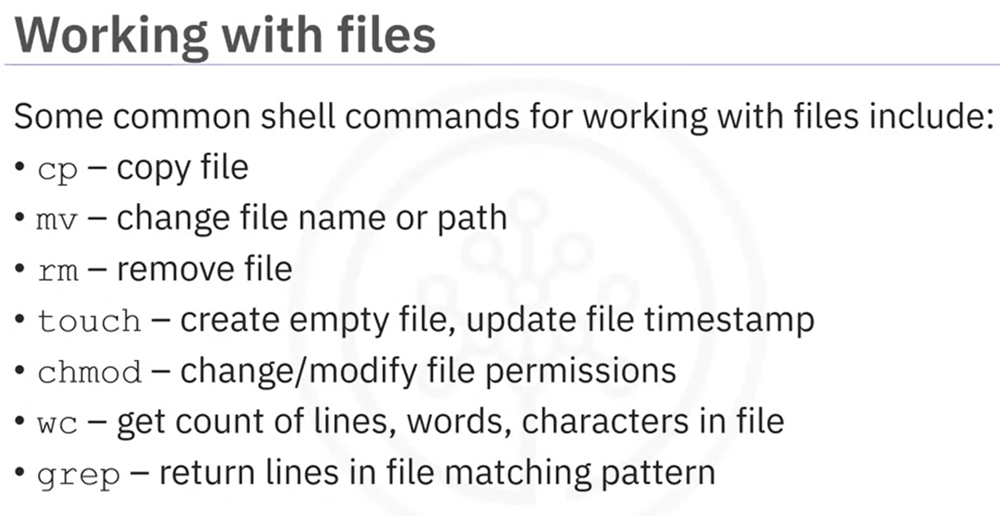 Working with files
Some common shell commands for working with files include:
• cp – copy file
• mv – change file name or path
• rm – remove file
• touch – create empty file, update file timestamp
• chmod – change/modify file permissions
• wc – get count of lines, words, characters in file
• grep – return lines in file matching pattern